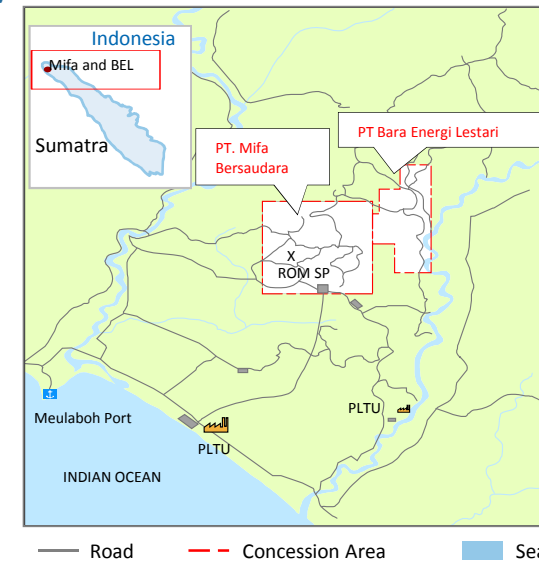 Indonesia
Mifa and BEL
Sumatra
PT. Mifa
Bersaudara
PT Bara Energi Lestari
X
ROM SP
Meulaboh Port
PLTU
PLTU
INDIAN OCEAN
Road
Concession Area
Sea